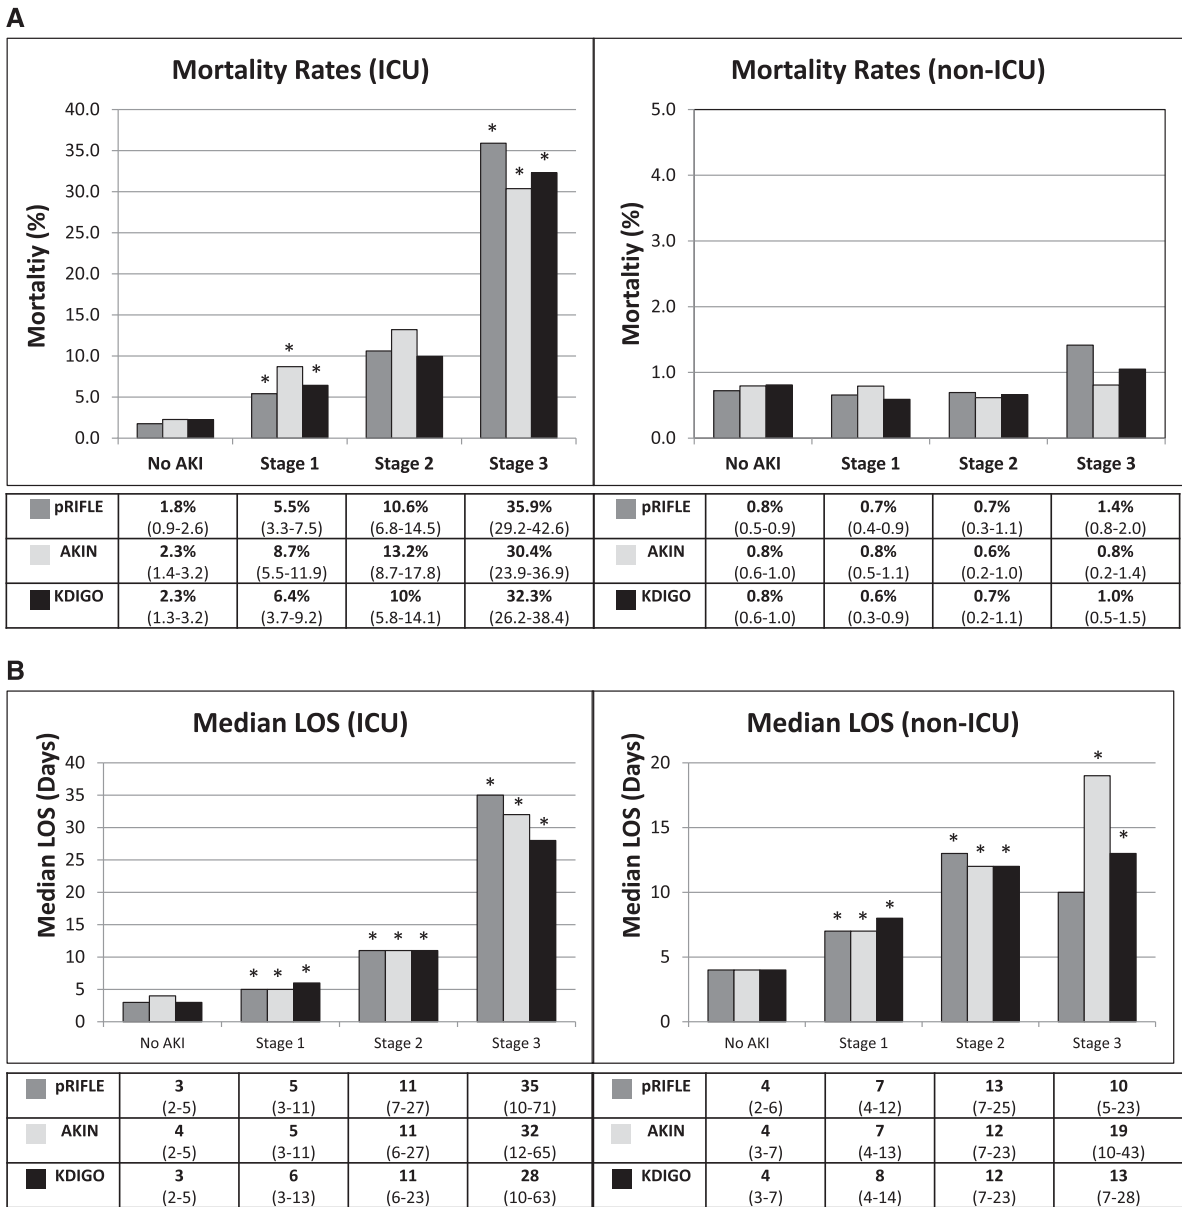 A
Mortality Rates (ICU)
Mortaltiy (%)
40.0
35.0
30.0
25.0
20.0
15.0
10.0
5.0
0.0
* * * * * *
No AKI Stage 1 Stage 2 Stage 3
Mortality Rates (non-ICU)
Mortality (%)
5.0
4.0
3.0
2.0
1.0
0.0
No AKI Stage 1 Stage 2 Stage 3
pRIFLE 1.8% 5.5% 10.6% 35.9% pRIFLE 0.8% 0.7% 0.7% 1.4%
(0.9-2.6) (3.3-7.5) (6.8-14.5) (29.2-42.6) (0.5-0.9) (0.4-0.9) (0.3-1.1) (0.8-2.0)
AKIN 2.3% 8.7% 13.2% 30.4% AKIN 0.8% 0.8% 0.6% 0.8%
(1.4-3.2) (5.5-11.9) (8.7-17.8) (23.9-36.9) (0.6-1.0) (0.5-1.1) (0.2-1.0) (0.2-1.4)
KDIGO 2.3% 6.4% 10% 32.3% KDIGO 0.8% 0.6% 0.7% 1.0%
(1.3-3.2) (3.7-9.2) (5.8-14.1) (26.2-38.4) (0.6-1.0) (0.3-0.9) (0.2-1.1) (0.5-1.5)
B
Median LOS (ICU)
Median LOS (Days)
40
35
30
25
20
15
10
5
0
* * * * * * * * *
No AKI Stage 1 Stage 2 Stage 3
Median LOS (non-ICU)
Median LOS (Days)
20
15
10
5
0
* * * * * * * *
No AKI Stage 1 Stage 2 Stage 3
pRIFLE 3 5 11 35 pRIFLE 4 7 13 10
(2-5) (3-11) (7-27) (10-71) (2-6) (4-12) (7-25) (5-23)
AKIN 4 5 11 32 AKIN 4 7 12 19
(2-5) (3-11) (6-27) (12-65) (3-7) (4-13) (7-23) (10-43)
KDIGO 3 6 11 28 KDIGO 4 8 12 13
(2-5) (3-13) (6-23) (10-63) (3-7) (4-14) (7-23) (7-28)